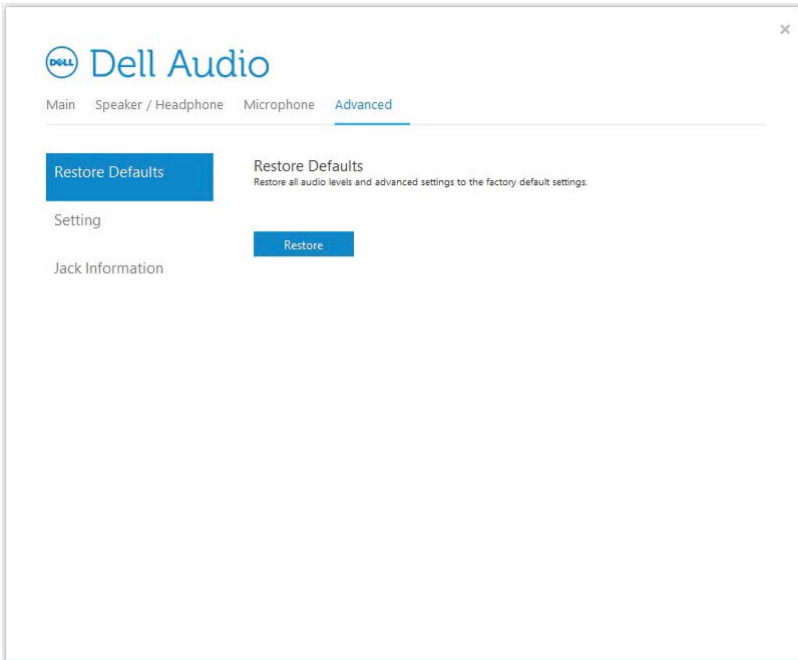 ×
DELL Dell Audio
Main Speaker / Headphone Microphone Advanced
Restore Defaults
Setting
Jack Information
Restore Defaults
Restore all audio levels and advanced settings to the factory default settings.
Restore